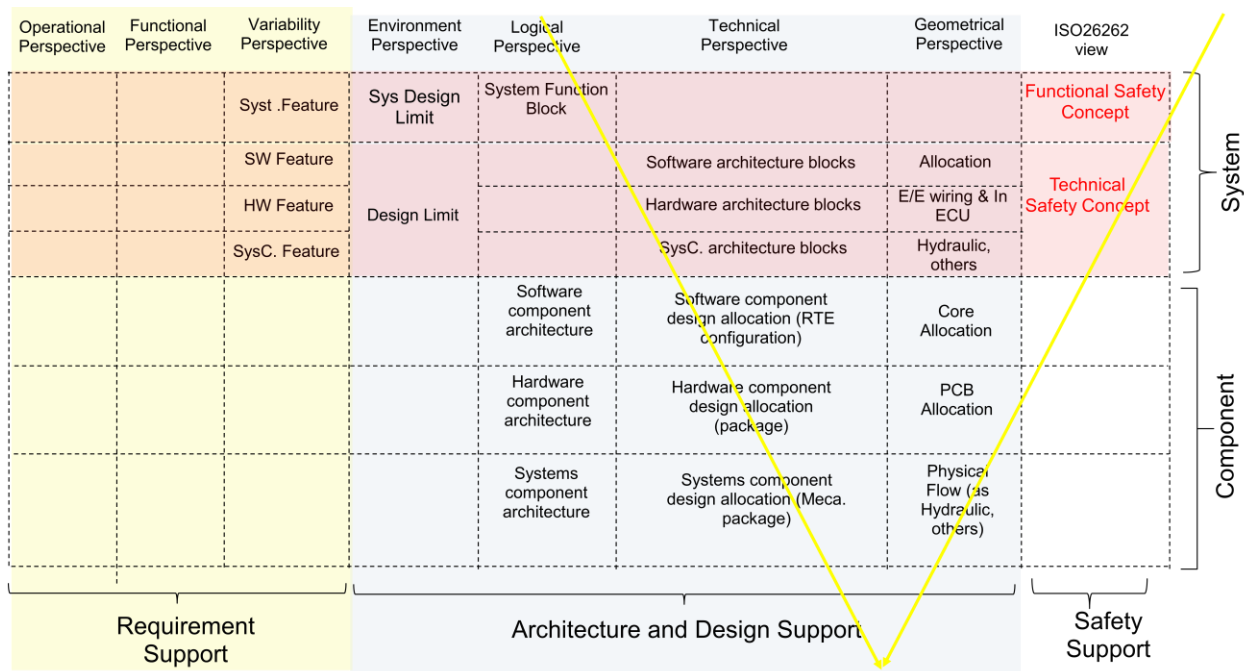 Operational
Perspective
Functional
Perspective
Variability
Perspective
Environment
Perspective
Logical
Perspective
Technical
Perspective
Geometrical
Perspective
ISO26262
view
Syst .Feature
Sys Design
Limit
System Function
Block
Functional Safety
Concept
SW Feature
Software architecture blocks
Allocation
HW Feature
Design Limit
Hardware architecture blocks
E/E wiring & In
ECU
Technical
Safety Concept
SysC. Feature
SysC. architecture blocks
Hydraulic,
others
System
Software
component
architecture
Software component
design allocation (RTE
configuration)
Core
Allocation
Hardware
component
architecture
Hardware component
design allocation
(package)
PCB
Allocation
Systems
component
architecture
Systems component
design allocation (Meca.
package)
Physical
Flow (as
Hydraulic,
others)
Component
Requirement
Support
Architecture and Design Support
Safety
Support